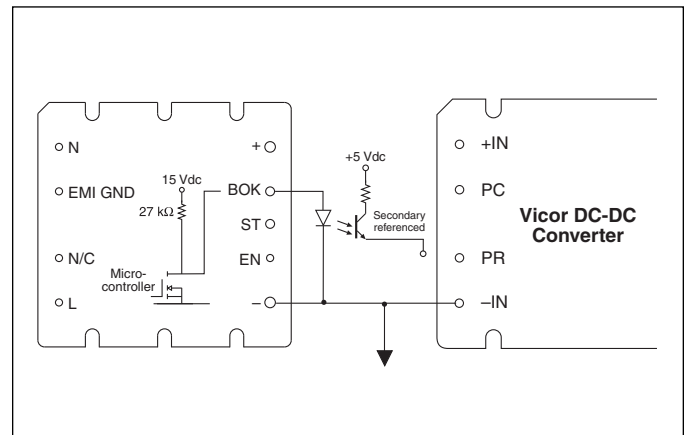 N
EMI GND
N/C
L
15 Vdc
27 kΩ
Micro-
controller
+
BOK
ST
EN
–
+5 Vdc
Secondary
referenced
+IN
PC
PR
–IN
Vicor DC-DC
Converter